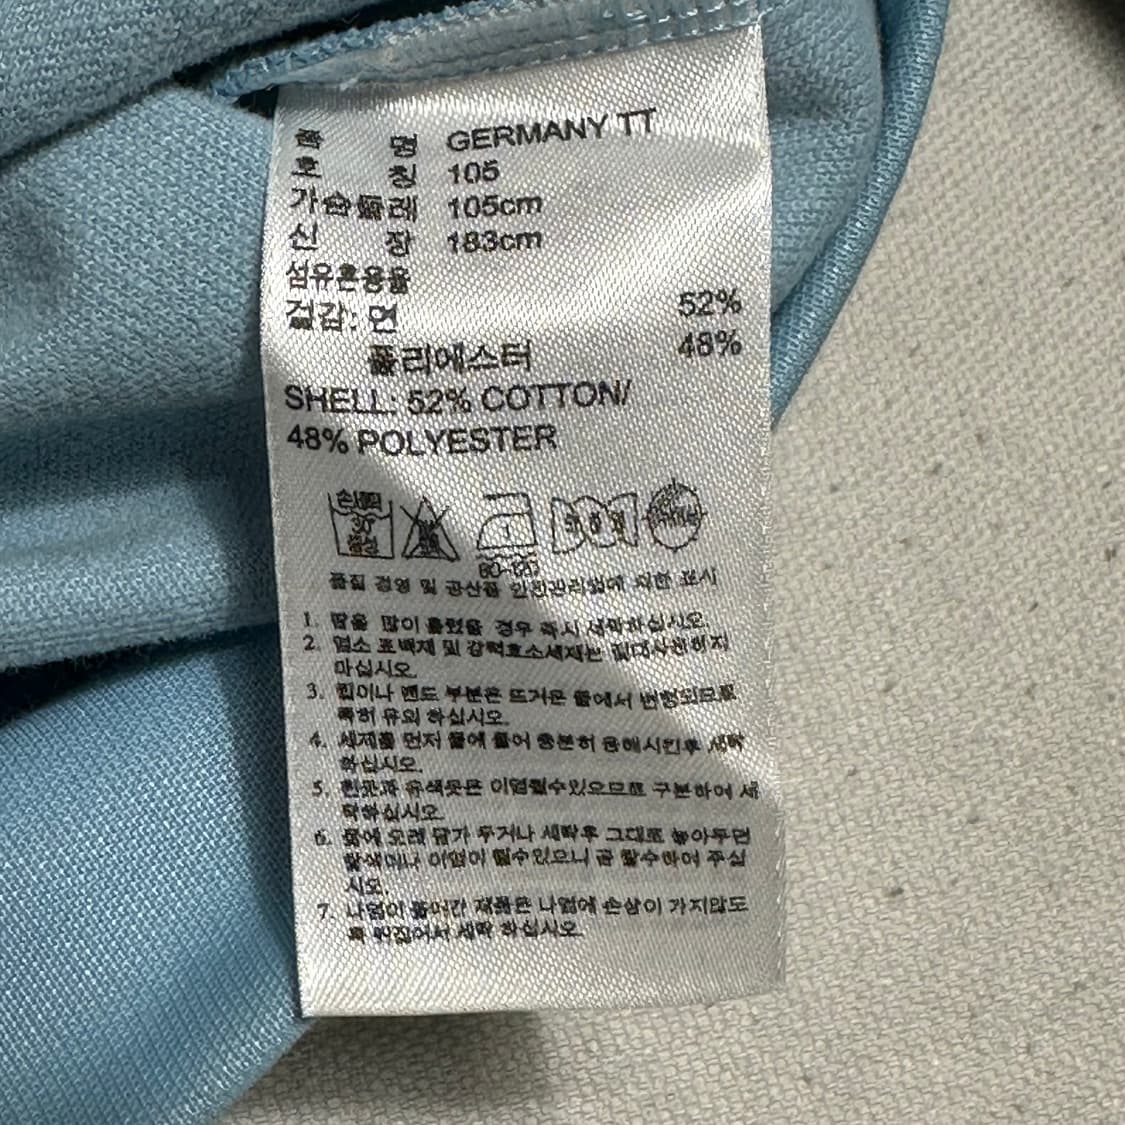 품 명 GERMANY TT
호 칭 105
가슴둘레 105cm
신 장 183cm
섬유혼용율
겉감: 면 52%
폴리에스터 48%
SHELL: 52% COTTON/
48% POLYESTER
손세탁
30°
중성
80~120
품질 경영 및 공산품 안전관리법에 의한 표시
1. 땀을 많이 흘렸을 경우 즉시 세탁하십시오.
2. 염소 표백제 및 강력효소세제는 절대사용하지
마십시오.
3. 힙이나 밴드 부분은 뜨거운 물에서 변형되므로
특히 유의 하십시오.
4. 세제를 먼저 물에 풀어 충분히 용해시킨후 세탁
하십시오.
5. 흰옷과 유색옷은 이염될수있으므로 구분하여 세
탁하십시오.
6. 물에 오래 담가 두거나 세탁후 그대로 놓아두면
탈색이나 이염이 될수있으니 곧 탈수하여 주십
시오.
7. 나염이 들어간 제품은 나염에 손상이 가지않도
록 뒤집어서 세탁 하십시오.